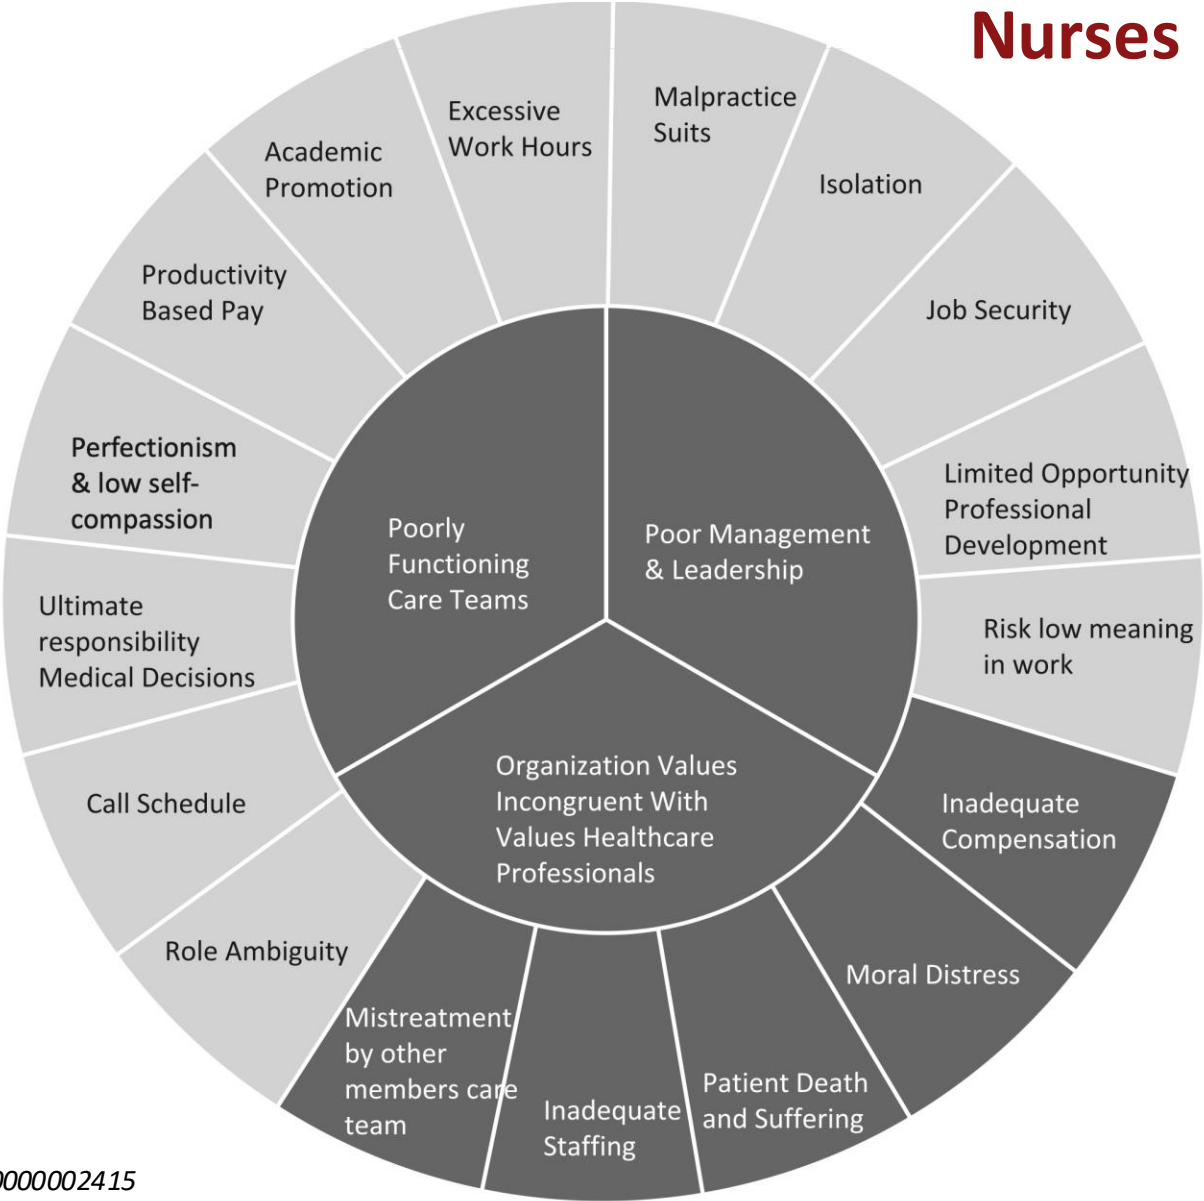 Nurses
Malpractice
Suits
Isolation
Job Security
Limited Opportunity
Professional
Development
Risk low meaning
in work
Inadequate
Compensation
Moral Distress
Patient Death
and Suffering
Inadequate
Staffing
Mistreatment
by other
members care
team
Role Ambiguity
Call Schedule
Ultimate
responsibility
Medical Decisions
Perfectionism
& low self-
compassion
Productivity
Based Pay
Academic
Promotion
Excessive
Work Hours
Poorly
Functioning
Care Teams
Poor Management
& Leadership
Organization Values
Incongruent With
Values Healthcare
Professionals
0000002415